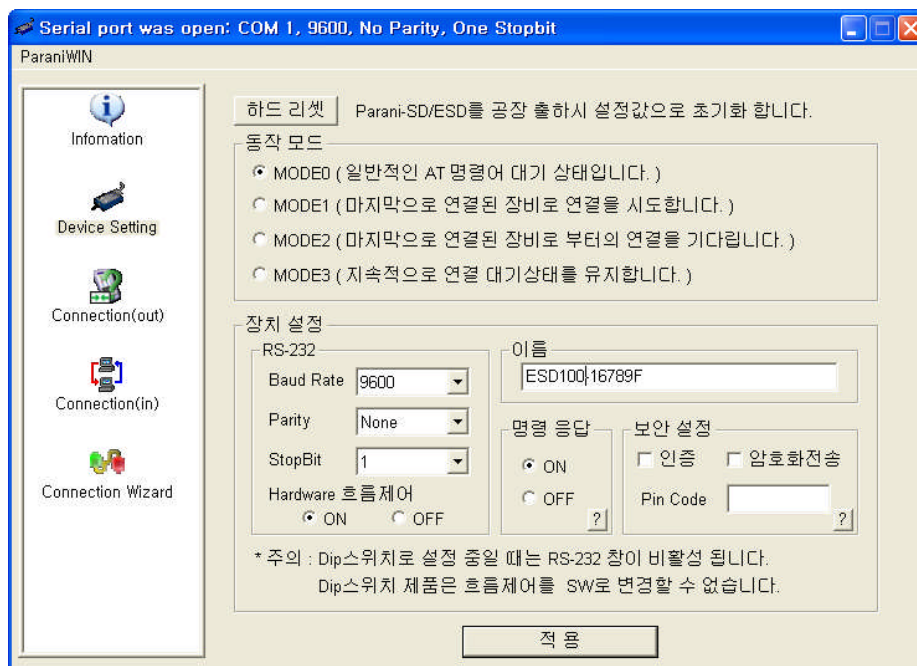 Serial port was open: COM 1, 9600, No Parity, One Stopbit
ParaniWIN
Infomation
Device Setting
Connection(out)
Connection(in)
Connection Wizard
하드 리셋 Parani-SD/ESD를 공장 출하시 설정값으로 초기화 합니다.
동작 모드
MODE0 ( 일반적인 AT 명령어 대기 상태입니다. )
MODE1 ( 마지막으로 연결된 장비로 연결을 시도합니다. )
MODE2 ( 마지막으로 연결된 장비로 부터의 연결을 기다립니다. )
MODE3 ( 지속적으로 연결 대기상태를 유지합니다. )
장치 설정
RS-232
Baud Rate 9600
Parity None
StopBit 1
Hardware 흐름제어
ON OFF
이름
ESD100-16789F
명령 응답
ON
OFF
?
보안 설정
인증 암호화전송
Pin Code
?
* 주의 : Dip스위치로 설정 중일 때는 RS-232 창이 비활성 됩니다.
Dip스위치 제품은 흐름제어를 SW로 변경할 수 없습니다.
적 용